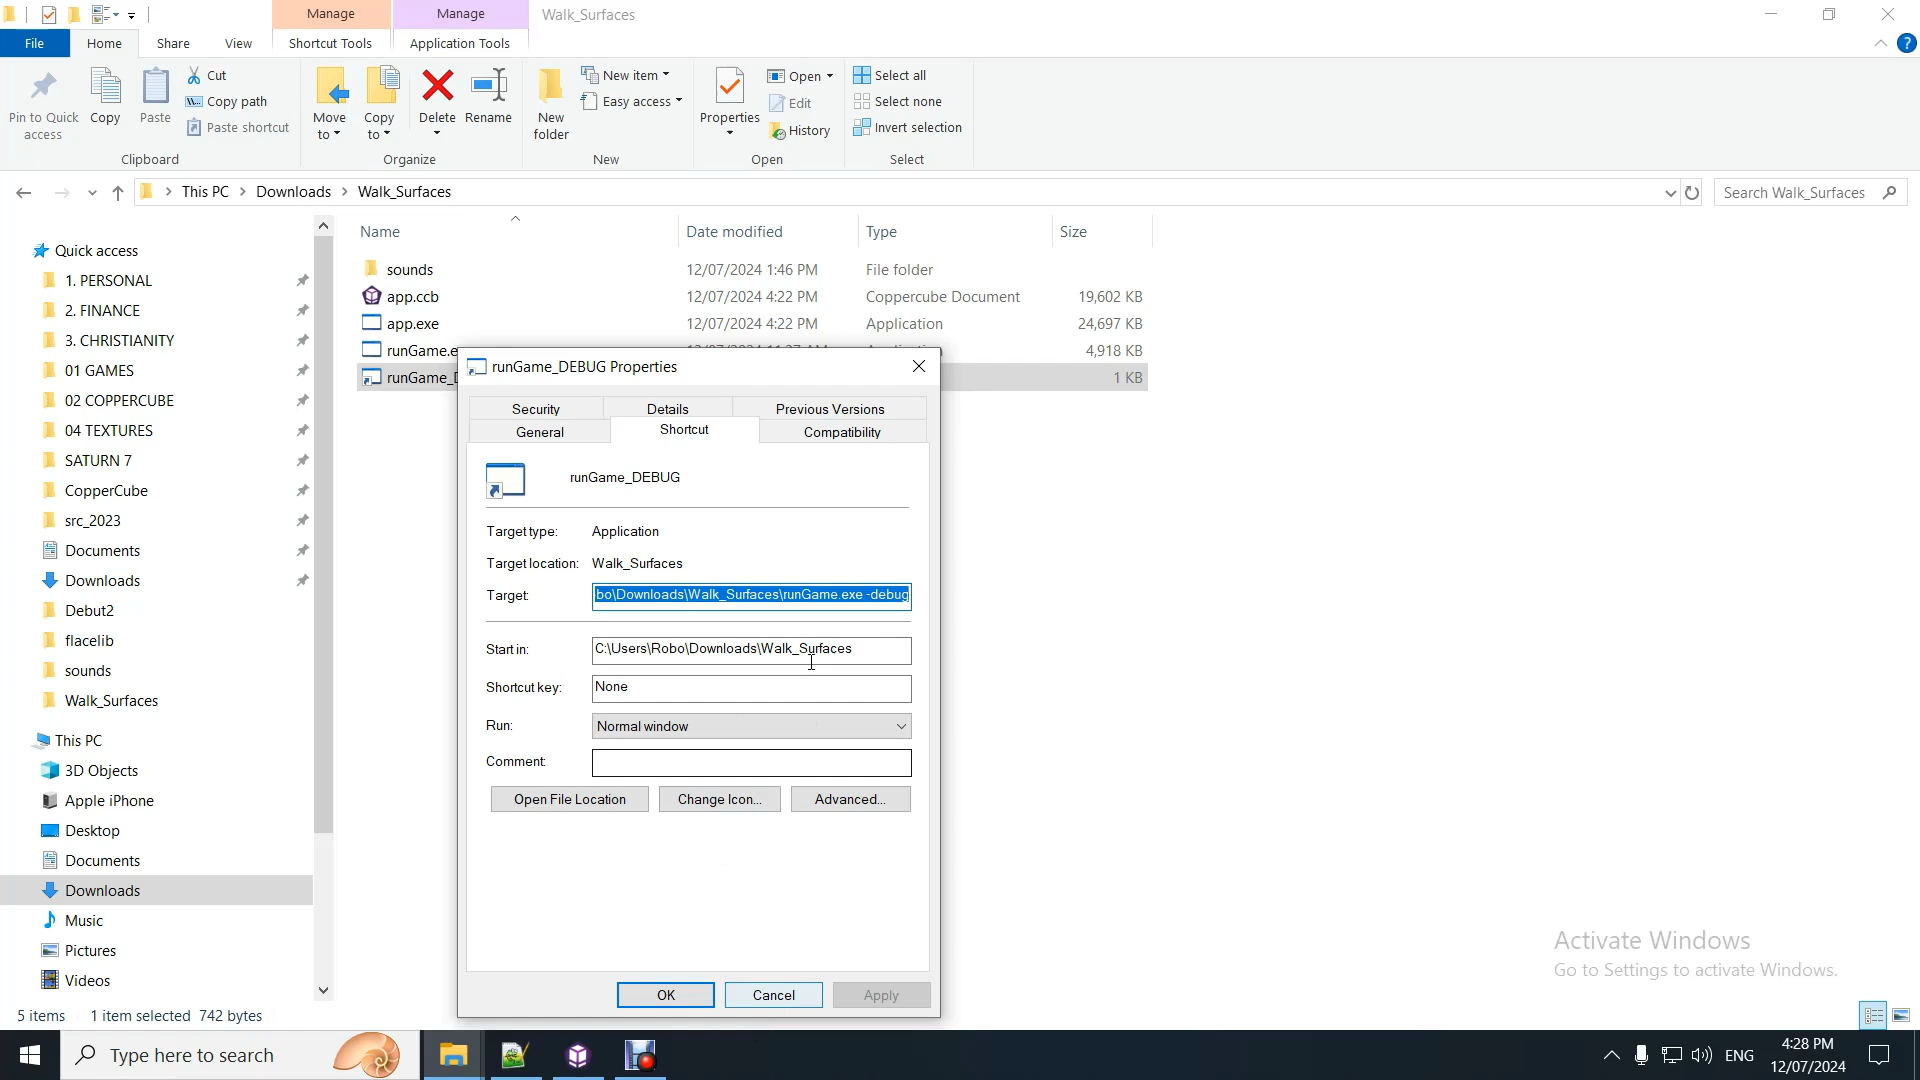 Manage
Manage
Walk_Surfaces
File
Home
Share
View
Shortcut Tools
Application Tools
Pin to Quick access
Copy
Paste
Cut
Copy path
Paste shortcut
Clipboard
Move to
Copy to
Delete
Rename
Organize
New folder
New item
Easy access
New
Properties
Open
Edit
History
Open
Select all
Select none
Invert selection
Select
This PC
Downloads
Walk_Surfaces
Search Walk_Surfaces
Name
Date modified
Type
Size
sounds
12/07/2024 1:46 PM
File folder
app.ccb
12/07/2024 4:22 PM
Coppercube Document
19,602 KB
app.exe
12/07/2024 4:22 PM
Application
24,697 KB
runGame.e
4,918 KB
runGame_D
1 KB
Quick access
1. PERSONAL
2. FINANCE
3. CHRISTIANITY
01 GAMES
02 COPPERCUBE
04 TEXTURES
SATURN 7
CopperCube
src_2023
Documents
Downloads
Debut2
flacelib
sounds
Walk_Surfaces
This PC
3D Objects
Apple iPhone
Desktop
Documents
Downloads
Music
Pictures
Videos
runGame_DEBUG Properties
Security
Details
Previous Versions
General
Shortcut
Compatibility
runGame_DEBUG
Target type:
Application
Target location:
Walk_Surfaces
Target:
bo\Downloads\Walk_Surfaces\runGame.exe -debug
Start in:
C:\Users\Robo\Downloads\Walk_Surfaces
Shortcut key:
None
Run:
Normal window
Comment:
Open File Location
Change Icon...
Advanced...
OK
Cancel
Apply
Activate Windows
Go to Settings to activate Windows.
5 items
1 item selected 742 bytes
Type here to search
ENG
4:28 PM
12/07/2024